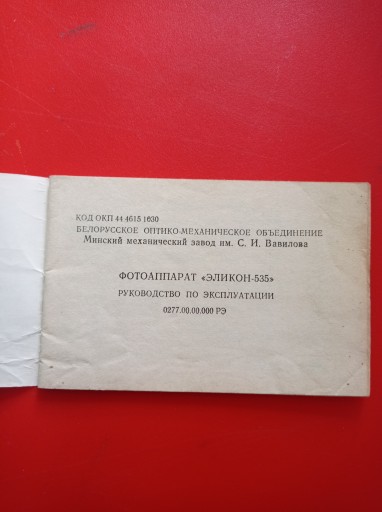 КОД ОКП 44 4615 1630
БЕЛОРУССКОЕ ОПТИКО-МЕХАНИЧЕСКОЕ ОБЪЕДИНЕНИЕ
Минский механический завод им. С. И. Вавилова
ФОТОАППАРАТ «ЭЛИКОН-535»
РУКОВОДСТВО ПО ЭКСПЛУАТАЦИИ
0277.00.00.000 РЭ